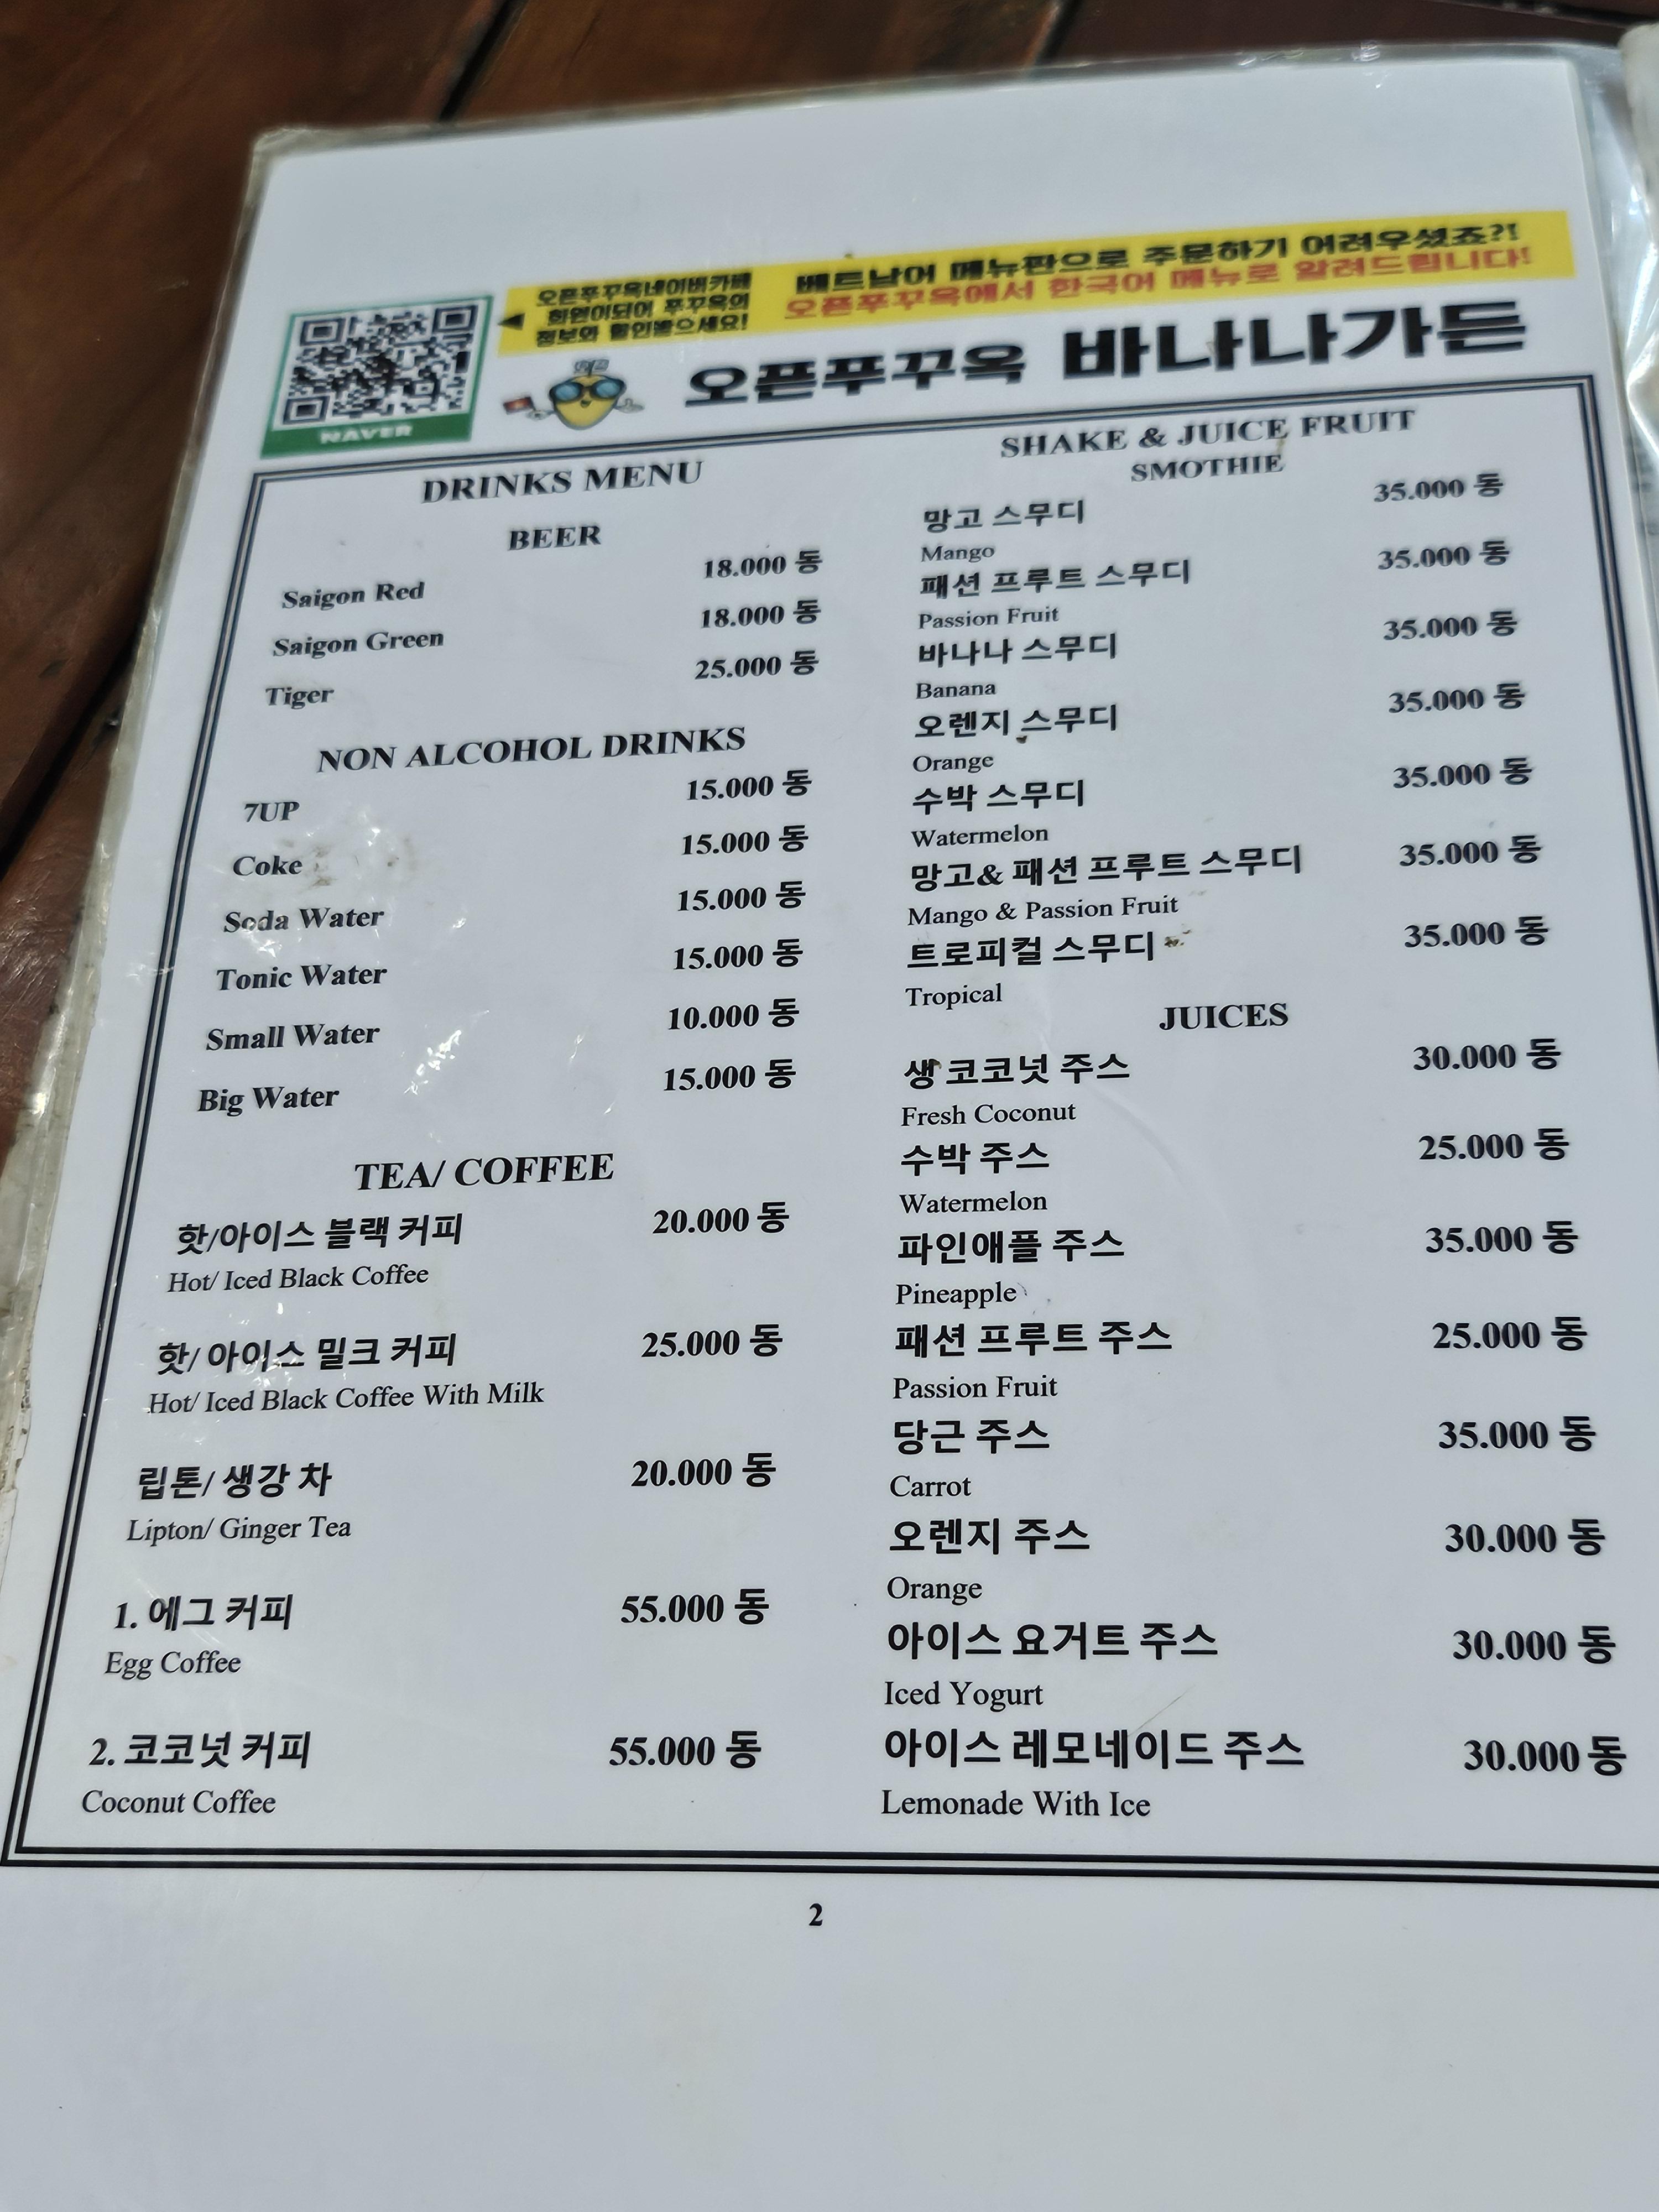 오픈푸꾸옥네이버카페
회원이되어 푸꾸옥의
정보와 할인받으세요!
베트남어 메뉴판으로 주문하기 어려우셨죠?!
오픈푸꾸옥에서 한국어 메뉴로 알려드립니다!
NAVER
오픈푸꾸옥 바나나가든
DRINKS MENU
BEER
Saigon Red 18.000 동
Saigon Green 18.000 동
Tiger 25.000 동
NON ALCOHOL DRINKS
7UP 15.000 동
Coke 15.000 동
Soda Water 15.000 동
Tonic Water 15.000 동
Small Water 10.000 동
Big Water 15.000 동
TEA/ COFFEE
핫/아이스 블랙 커피 20.000 동
Hot/ Iced Black Coffee
핫/ 아이스 밀크 커피 25.000 동
Hot/ Iced Black Coffee With Milk
립톤/ 생강 차 20.000 동
Lipton/ Ginger Tea
1. 에그 커피 55.000 동
Egg Coffee
2. 코코넛 커피 55.000 동
Coconut Coffee
SHAKE & JUICE FRUIT
SMOTHIE
망고 스무디 35.000 동
Mango
패션 프루트 스무디 35.000 동
Passion Fruit
바나나 스무디 35.000 동
Banana
오렌지 스무디 35.000 동
Orange
수박 스무디 35.000 동
Watermelon
망고& 패션 프루트 스무디 35.000 동
Mango & Passion Fruit
트로피컬 스무디 35.000 동
Tropical
JUICES
생 코코넛 주스 30.000 동
Fresh Coconut
수박 주스 25.000 동
Watermelon
파인애플 주스 35.000 동
Pineapple
패션 프루트 주스 25.000 동
Passion Fruit
당근 주스 35.000 동
Carrot
오렌지 주스 30.000 동
Orange
아이스 요거트 주스 30.000 동
Iced Yogurt
아이스 레모네이드 주스 30.000 동
Lemonade With Ice
2